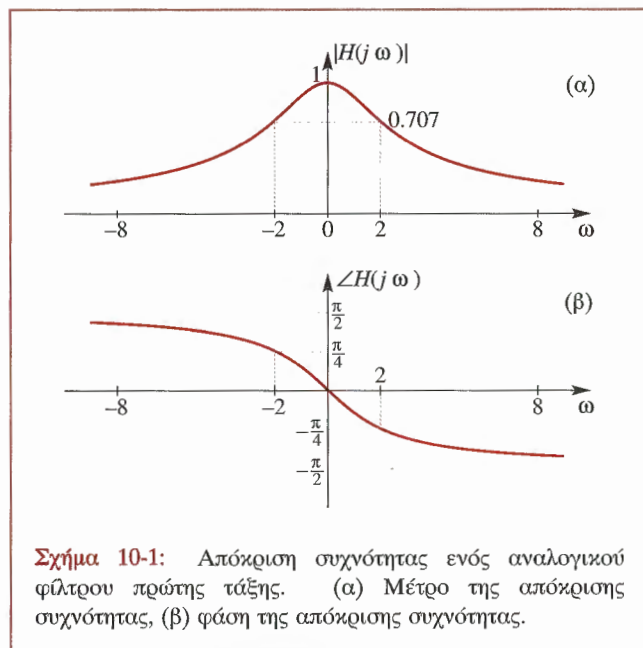 |H(j ω)|
1
(α)
0.707
−8 −2 0 2 8 ω
∠H(j ω)
π/2
(β)
π/4
2
−8 −2 8 ω
−π/4
−π/2
Σχήμα 10-1: Απόκριση συχνότητας ενός αναλογικού
φίλτρου πρώτης τάξης. (α) Μέτρο της απόκρισης
συχνότητας, (β) φάση της απόκρισης συχνότητας.